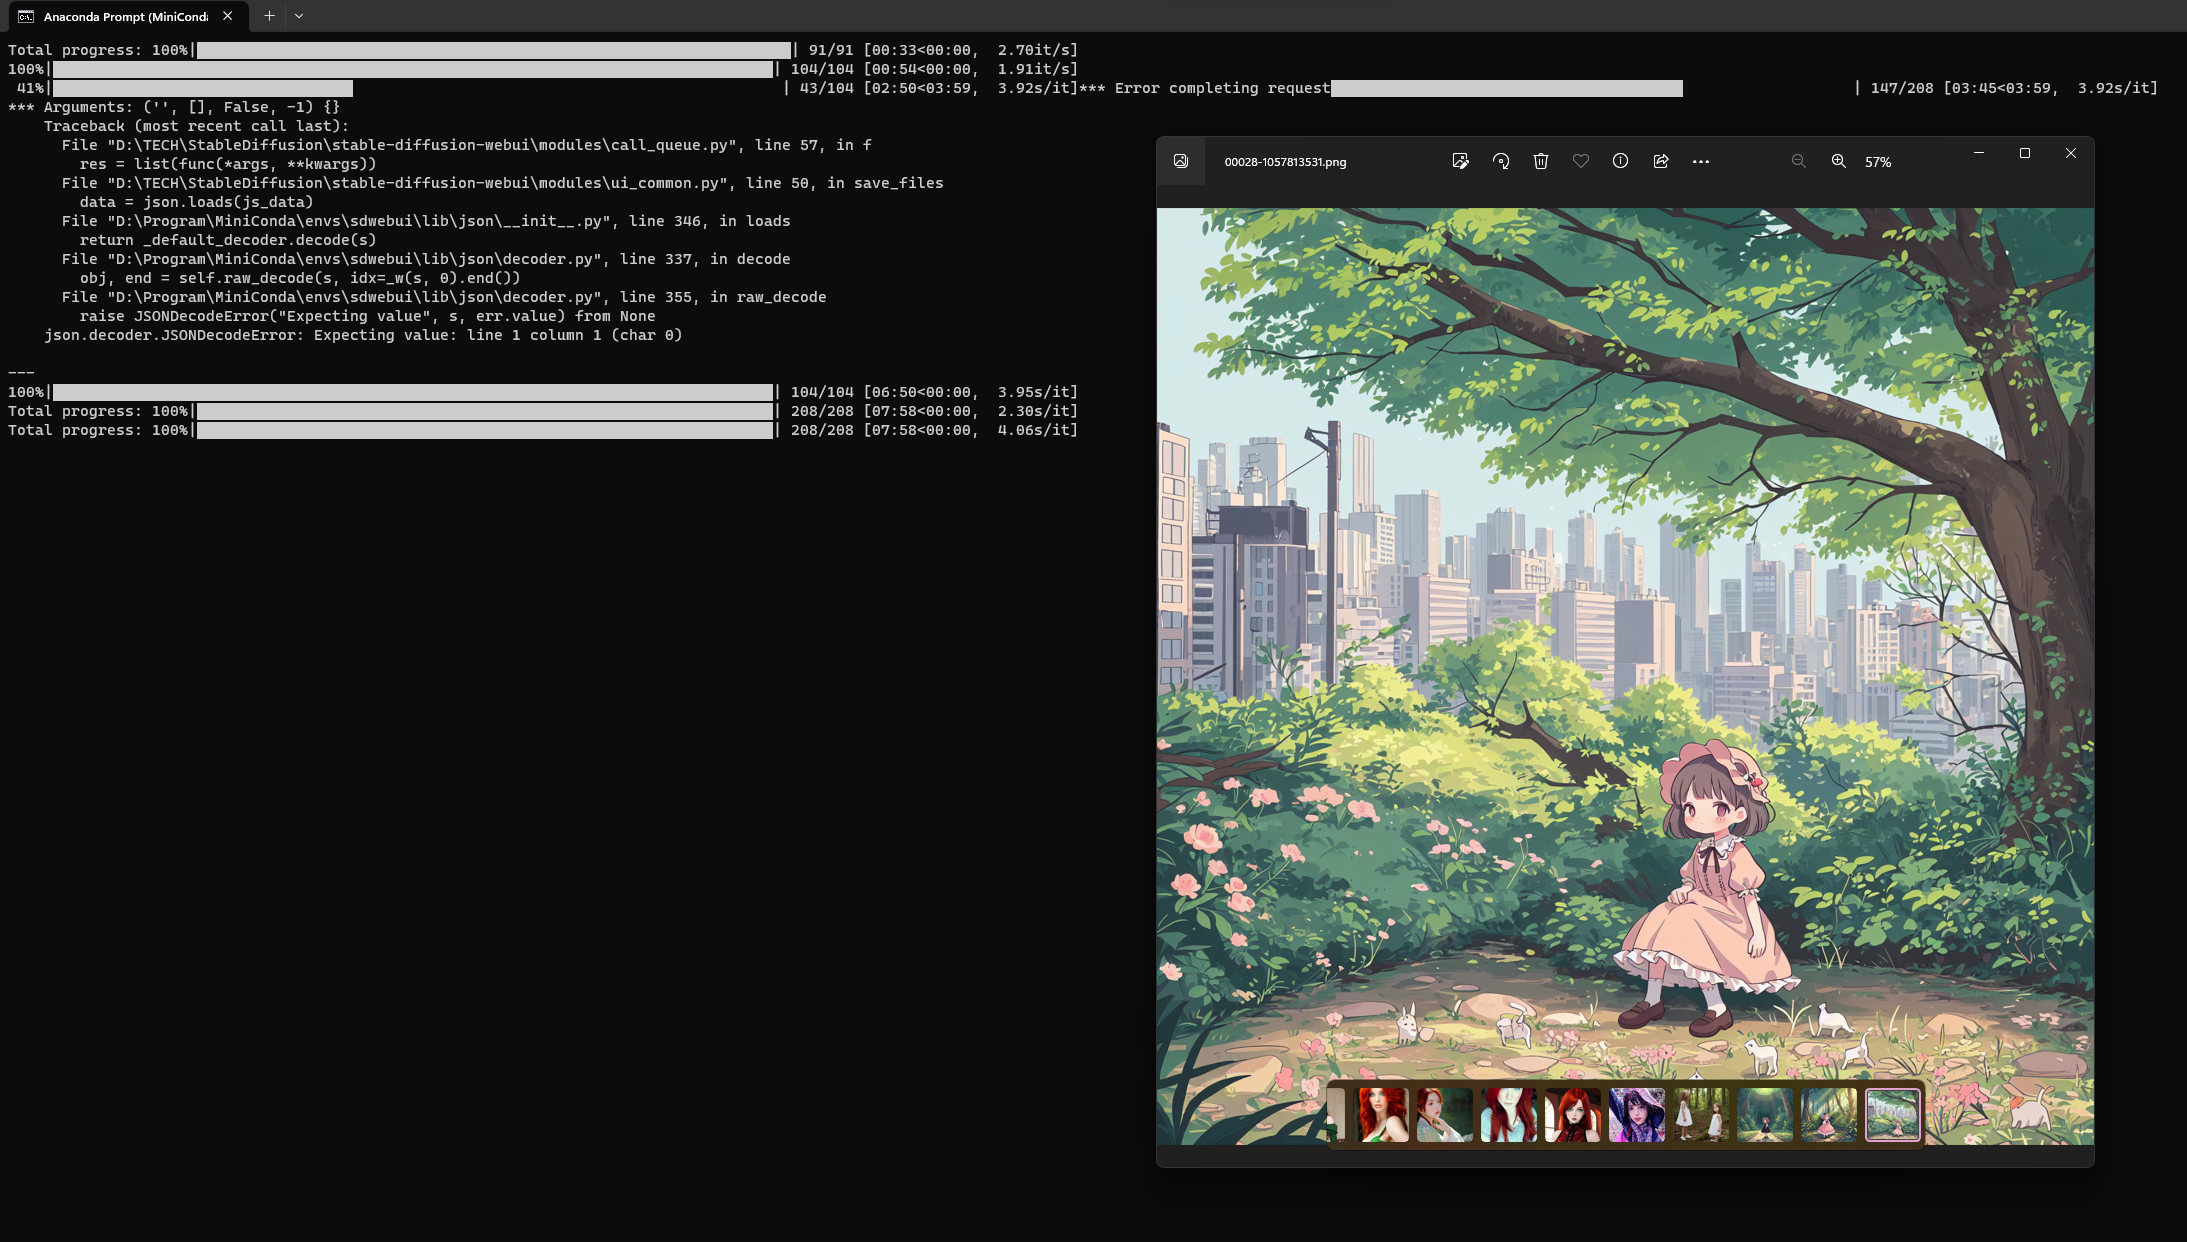 Anaconda Prompt (MiniConda
Total progress: 100%| | 91/91 [00:33<00:00, 2.70it/s]
100%| | 104/104 [00:54<00:00, 1.91it/s]
41%| | 43/104 [02:50<03:59, 3.92s/it]*** Error completing request | 147/208 [03:45<03:59, 3.92s/it]
*** Arguments: ('', [], False, -1) {}
Traceback (most recent call last):
File "D:\TECH\StableDiffusion\stable-diffusion-webui\modules\call_queue.py", line 57, in f
res = list(func(*args, **kwargs))
File "D:\TECH\StableDiffusion\stable-diffusion-webui\modules\ui_common.py", line 50, in save_files
data = json.loads(js_data)
File "D:\Program\MiniConda\envs\sdwebui\lib\json\__init__.py", line 346, in loads
return _default_decoder.decode(s)
File "D:\Program\MiniConda\envs\sdwebui\lib\json\decoder.py", line 337, in decode
obj, end = self.raw_decode(s, idx=_w(s, 0).end())
File "D:\Program\MiniConda\envs\sdwebui\lib\json\decoder.py", line 355, in raw_decode
raise JSONDecodeError("Expecting value", s, err.value) from None
json.decoder.JSONDecodeError: Expecting value: line 1 column 1 (char 0)
---
100%| | 104/104 [06:50<00:00, 3.95s/it]
Total progress: 100%| | 208/208 [07:58<00:00, 2.30s/it]
Total progress: 100%| | 208/208 [07:58<00:00, 4.06s/it]
00028-1057813531.png
57%